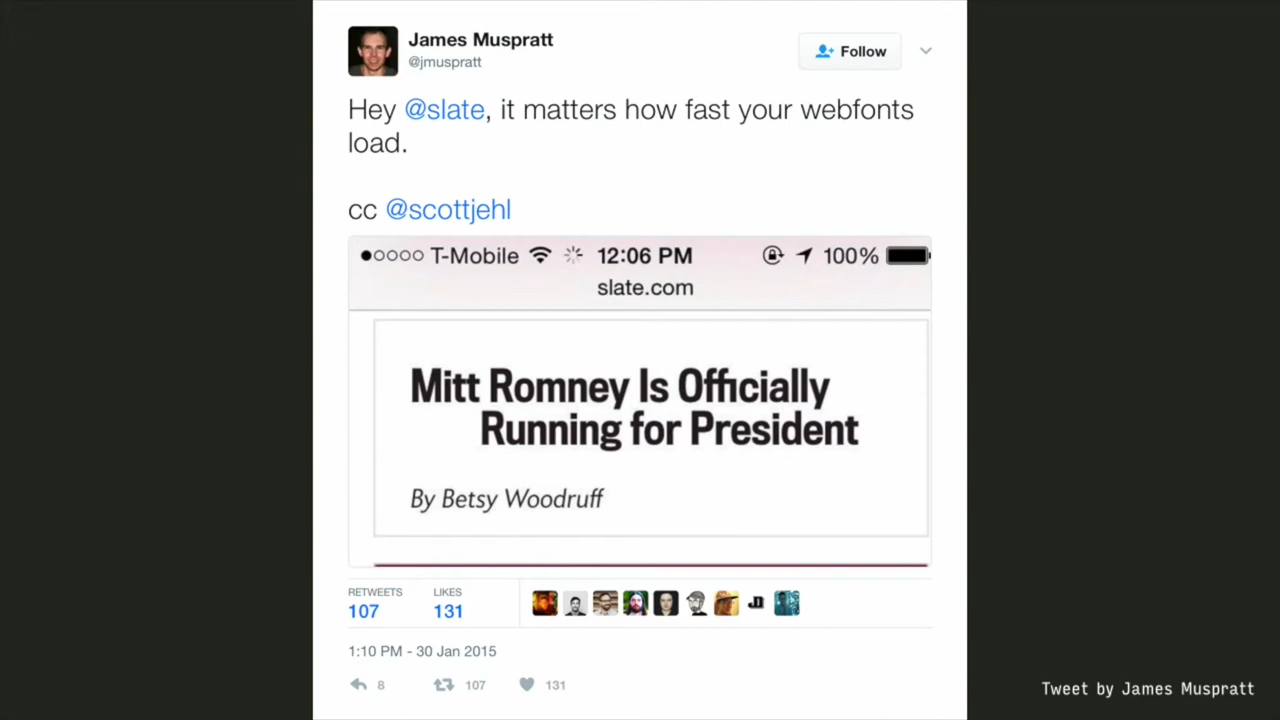 James Muspratt
@jmuspratt
Follow
Hey @slate, it matters how fast your webfonts
load.
cc @scottjehl
T-Mobile 12:06 PM 100%
slate.com
Mitt Romney Is Officially
Running for President
By Betsy Woodruff
RETWEETS LIKES
107 131
1:10 PM - 30 Jan 2015
8 107 131
Tweet by James Muspratt